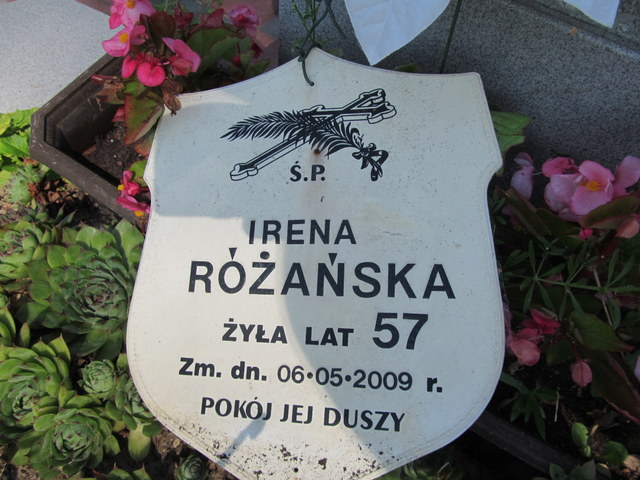 Ś.P.
IRENA
RÓŻAŃSKA
ŻYŁA LAT 57
Zm. dn. 06•05•2009 r.
POKÓJ JEJ DUSZY